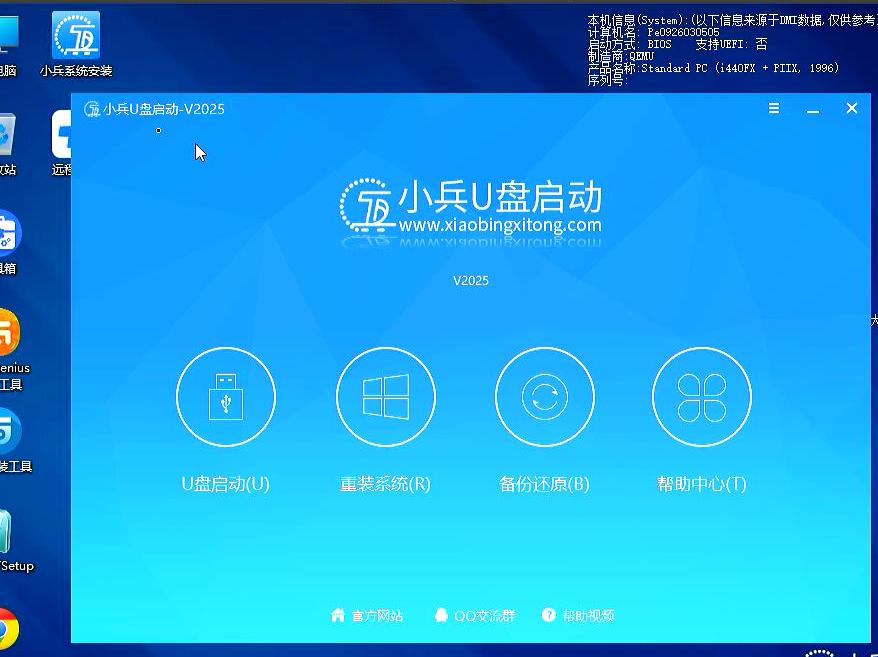 本机信息(System):(以下信息来源于DMI数据,仅供参考
计算机名: Pe0926030505
启动方式: BIOS 支持UEFI: 否
制造商:QEMU
产品名称:Standard PC (i440FX + PIIX, 1996)
序列号:
电脑
小兵系统安装
小兵U盘启动-V2025
小兵U盘启动
www.xiaobingxitong.com
V2025
U盘启动(U)
重装系统(R)
备份还原(B)
帮助中心(T)
官方网站
QQ交流群
帮助视频
收站
远程
具箱
enius
工具
装工具
Setup